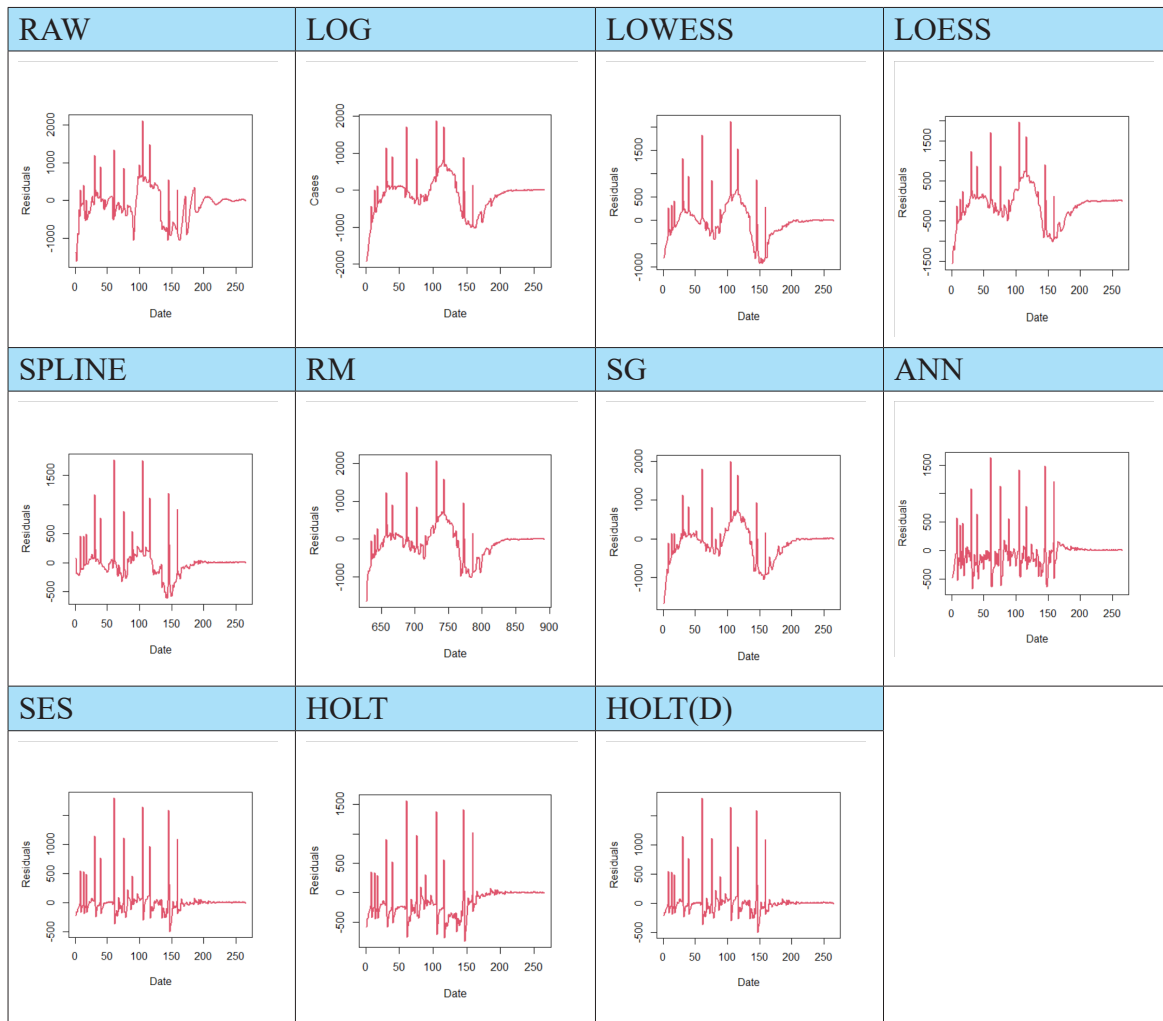 RAW LOG LOWESS LOESS
Residuals
-1000 0 1000 2000
0 50 100 150 200 250
Date
Cases
-2000 -1000 0 1000 2000
0 50 100 150 200 250
Date
Residuals
-1000 0 500 1500
0 50 100 150 200 250
Date
Residuals
-1500 -500 500 1500
0 50 100 150 200 250
Date
SPLINE RM SG ANN
Residuals
-500 0 500 1500
0 50 100 150 200 250
Date
Residuals
-1000 0 1000 2000
650 700 750 800 850 900
Date
Residuals
-1000 0 1000 2000
0 50 100 150 200 250
Date
Residuals
-500 0 500 1500
0 50 100 150 200 250
Date
SES HOLT HOLT(D)
Residuals
-500 0 500 1500
0 50 100 150 200 250
Date
Residuals
-500 0 500 1500
0 50 100 150 200 250
Date
Residuals
-500 0 500 1500
0 50 100 150 200 250
Date